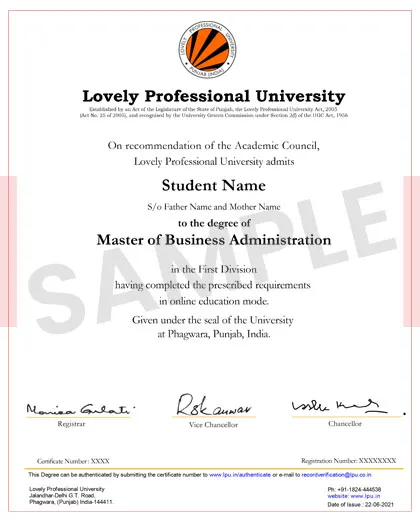 LOVELY PROFESSIONAL UNIVERSITY
PUNJAB (INDIA)
Lovely Professional University
Established by an Act of the Legislature of the State of Punjab, the Lovely Professional University Act, 2005
(Act No. 25 of 2005), and recognised by the University Grants Commission under Section 2(f) of the UGC Act, 1956
On recommendation of the Academic Council,
Lovely Professional University admits
Student Name
S/o Father Name and Mother Name
to the degree of
Master of Business Administration
SAMPLE
in the First Division
having completed the prescribed requirements
in online education mode.
Given under the seal of the University
at Phagwara, Punjab, India.
Registrar
Vice Chancellor
Chancellor
Certificate Number : XXXX
Registration Number: XXXXXXXX
This Degree can be authenticated by submitting the certificate number to www.lpu.in/authenticate or e-mail to recordverification@lpu.co.in
Lovely Professional University
Jalandhar-Delhi G.T. Road,
Phagwara, (Punjab) India-144411.
Ph: +91-1824-444538
website: www.lpu.in
Date of Issue : 22-06-2021